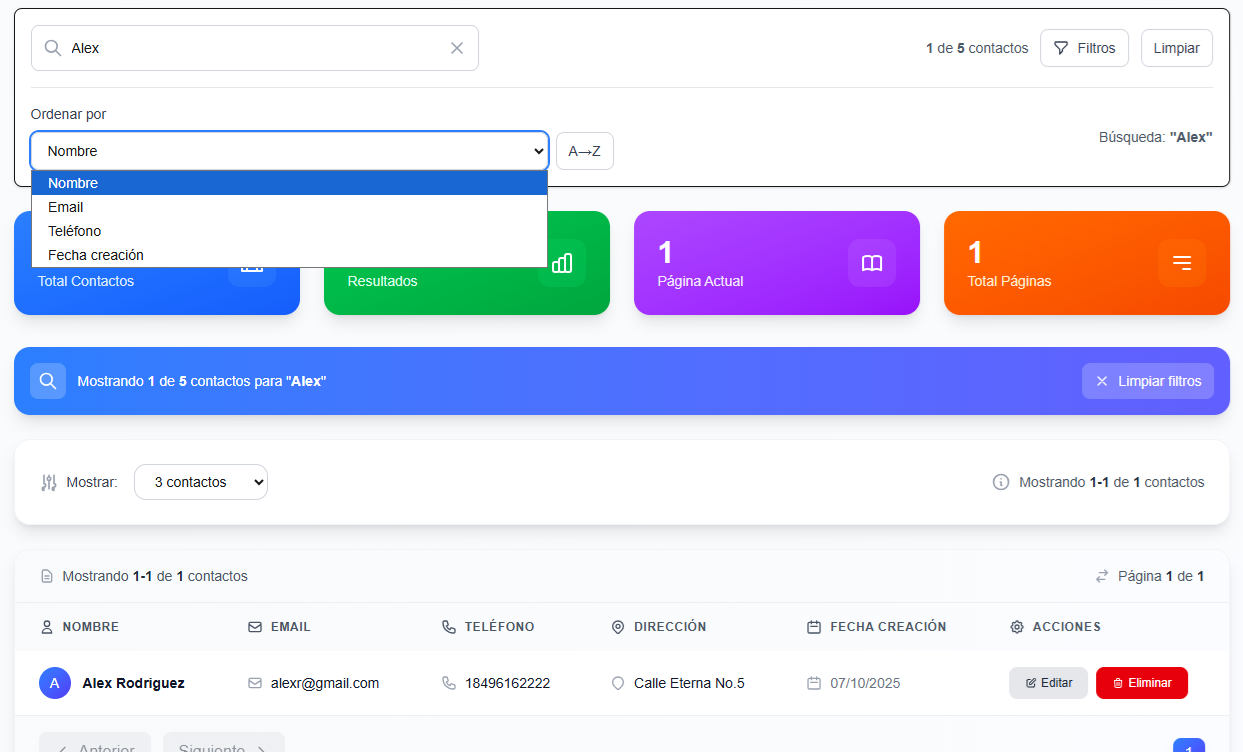 Alex
1 de 5 contactos
Filtros
Limpiar
Ordenar por
Nombre
A→Z
Búsqueda: "Alex"
Nombre
Email
Teléfono
Fecha creación
Total Contactos
Resultados
1
Página Actual
1
Total Páginas
Mostrando 1 de 5 contactos para "Alex"
Limpiar filtros
Mostrar:
3 contactos
Mostrando 1-1 de 1 contactos
Mostrando 1-1 de 1 contactos
Página 1 de 1
NOMBRE EMAIL TELÉFONO DIRECCIÓN FECHA CREACIÓN ACCIONES
A Alex Rodriguez alexr@gmail.com 18496162222 Calle Eterna No.5 07/10/2025 Editar Eliminar
Anterior Siguiente 1